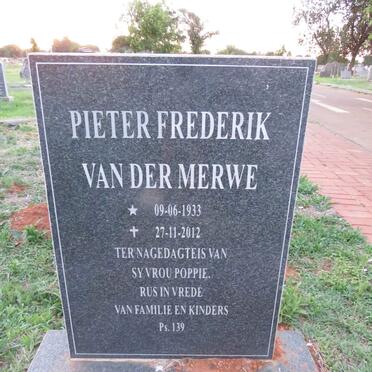 PIETER FREDERIK
VAN DER MERWE
★ 09-06-1933
✝ 27-11-2012
TER NAGEDAGTEIS VAN
SY VROU POPPIE.
RUS IN VREDE
VAN FAMILIE EN KINDERS
Ps. 139